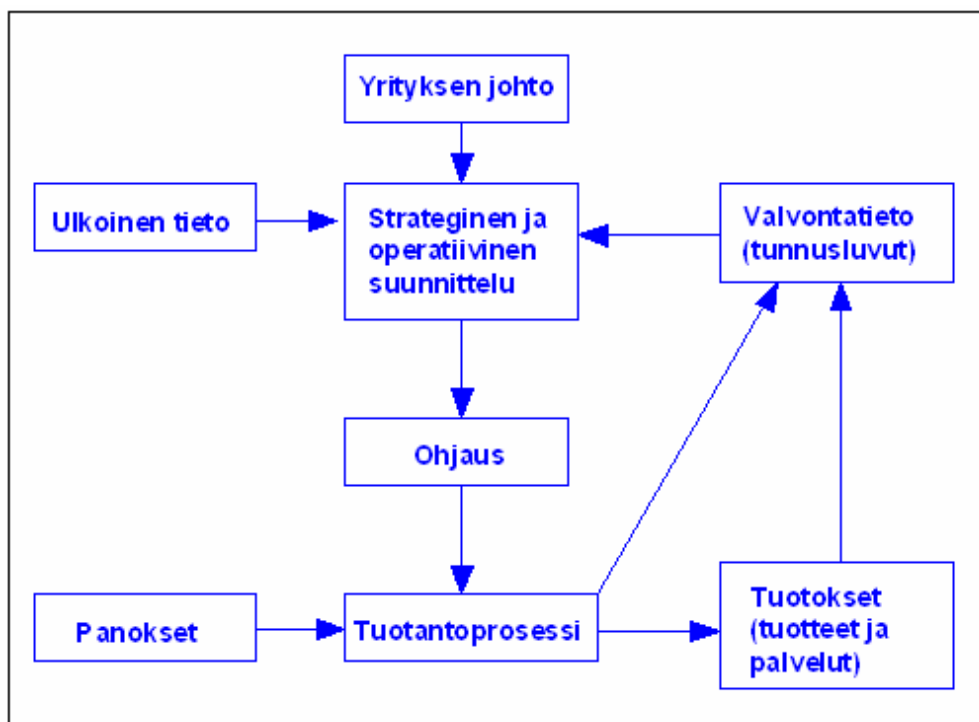 Yrityksen johto
Ulkoinen tieto
Strateginen ja
operatiivinen
suunnittelu
Valvontatieto
(tunnusluvut)
Ohjaus
Panokset
Tuotantoprosessi
Tuotokset
(tuotteet ja
palvelut)